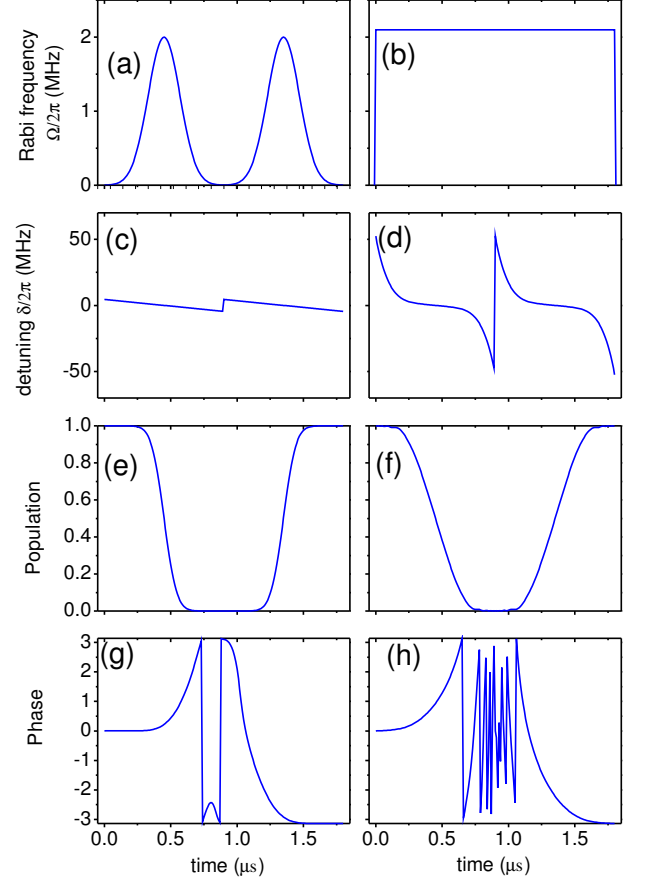 Rabi frequency
Ω/2π (MHz)
2
1
0
(a)
(b)
detuning δ/2π (MHz)
50
0
-50
(c)
(d)
Population
1.0
0.8
0.6
0.4
0.2
0.0
(e)
(f)
Phase
3
2
1
0
-1
-2
-3
(g)
(h)
0.0 0.5 1.0 1.5 0.0 0.5 1.0 1.5
time (μs) time (μs)